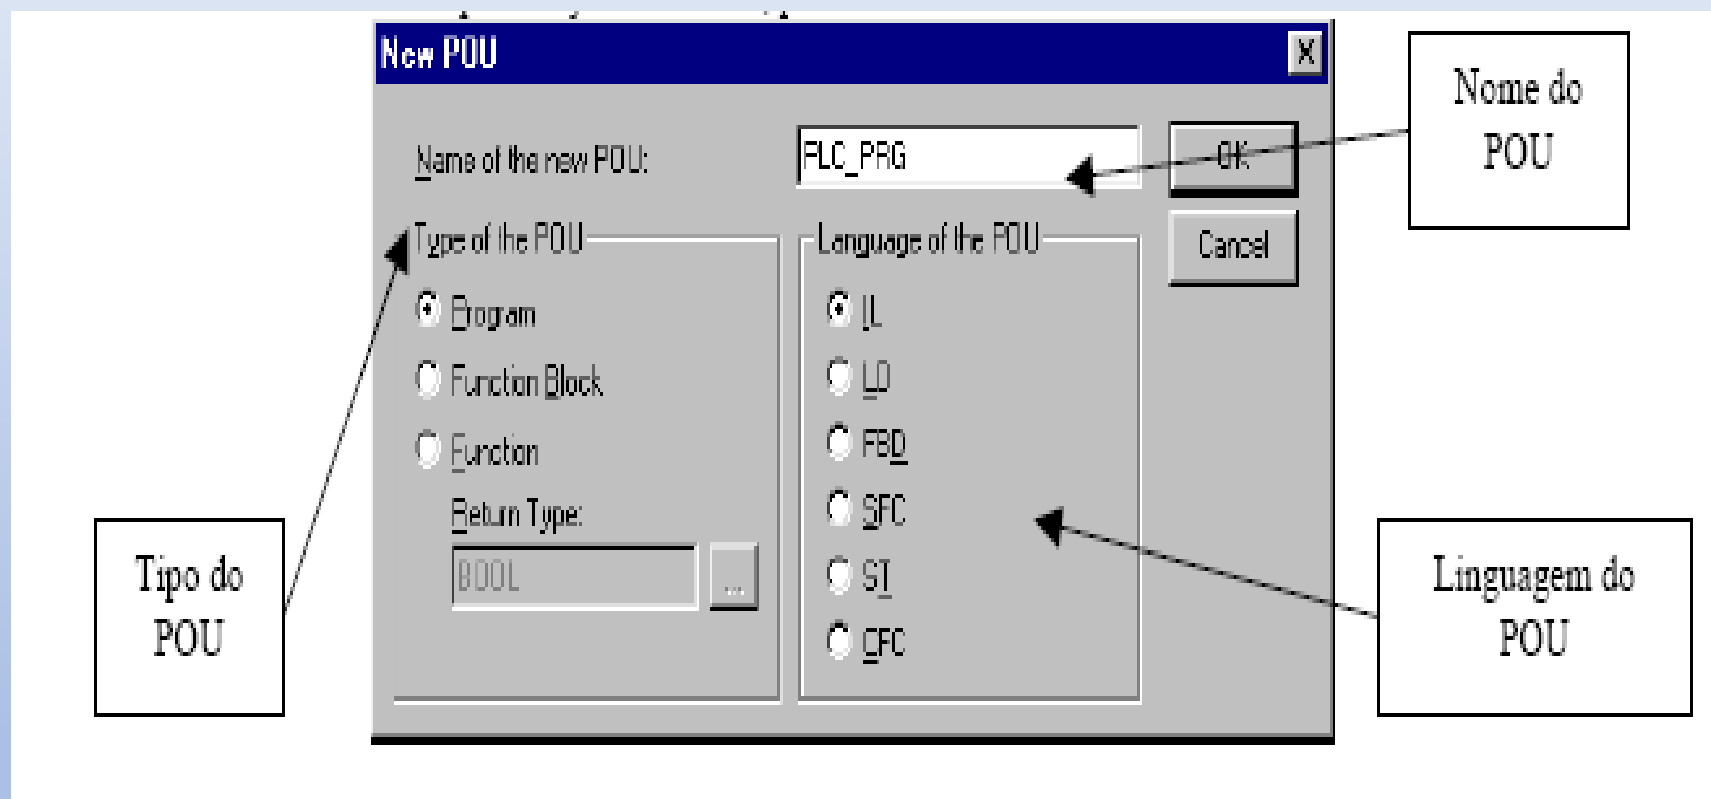 New POU
Name of the new POU:
PLC_PRG
OK
Cancel
Type of the POU
Program
Function Block
Function
Return Type:
BOOL
...
Language of the POU
IL
LD
FBD
SFC
ST
CFC
Nome do
POU
Tipo do
POU
Linguagem do
POU